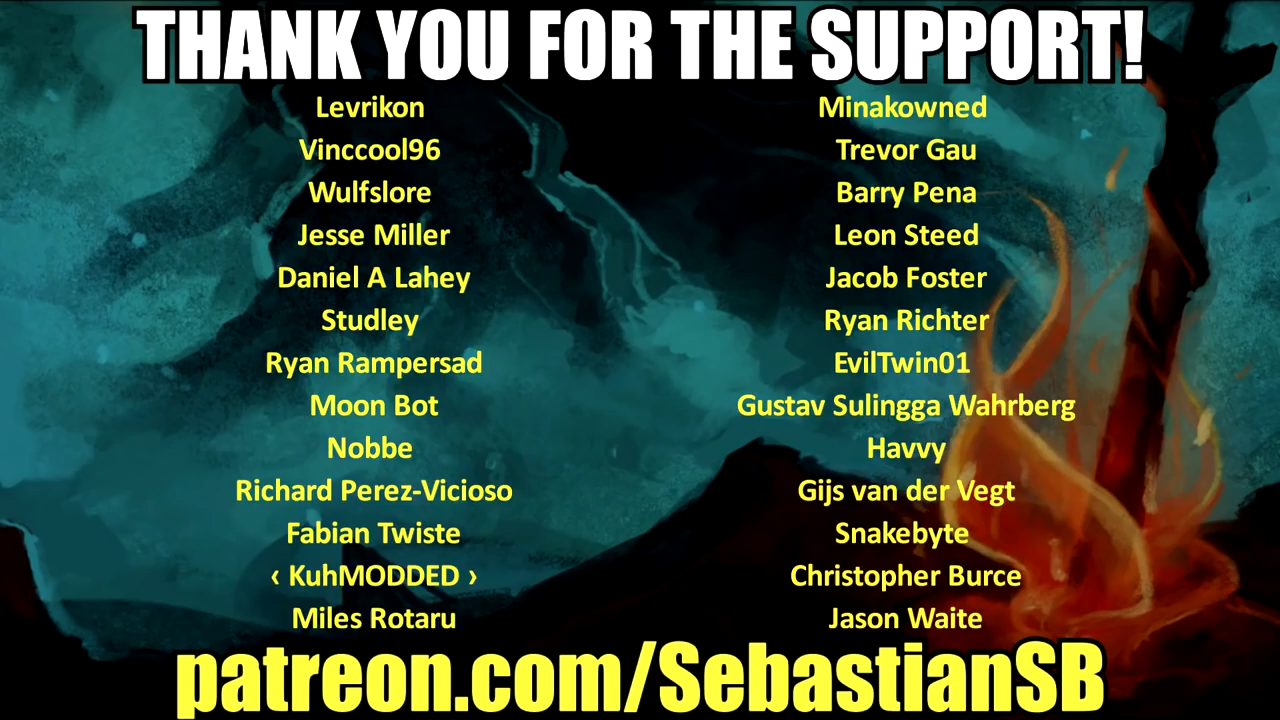 THANK YOU FOR THE SUPPORT!
Levrikon
Vinccool96
Wulfslore
Jesse Miller
Daniel A Lahey
Studley
Ryan Rampersad
Moon Bot
Nobbe
Richard Perez-Vicioso
Fabian Twiste
‹ KuhMODDED ›
Miles Rotaru
Minakowned
Trevor Gau
Barry Pena
Leon Steed
Jacob Foster
Ryan Richter
EvilTwin01
Gustav Sulingga Wahrberg
Havvy
Gijs van der Vegt
Snakebyte
Christopher Burce
Jason Waite
patreon.com/SebastianSB